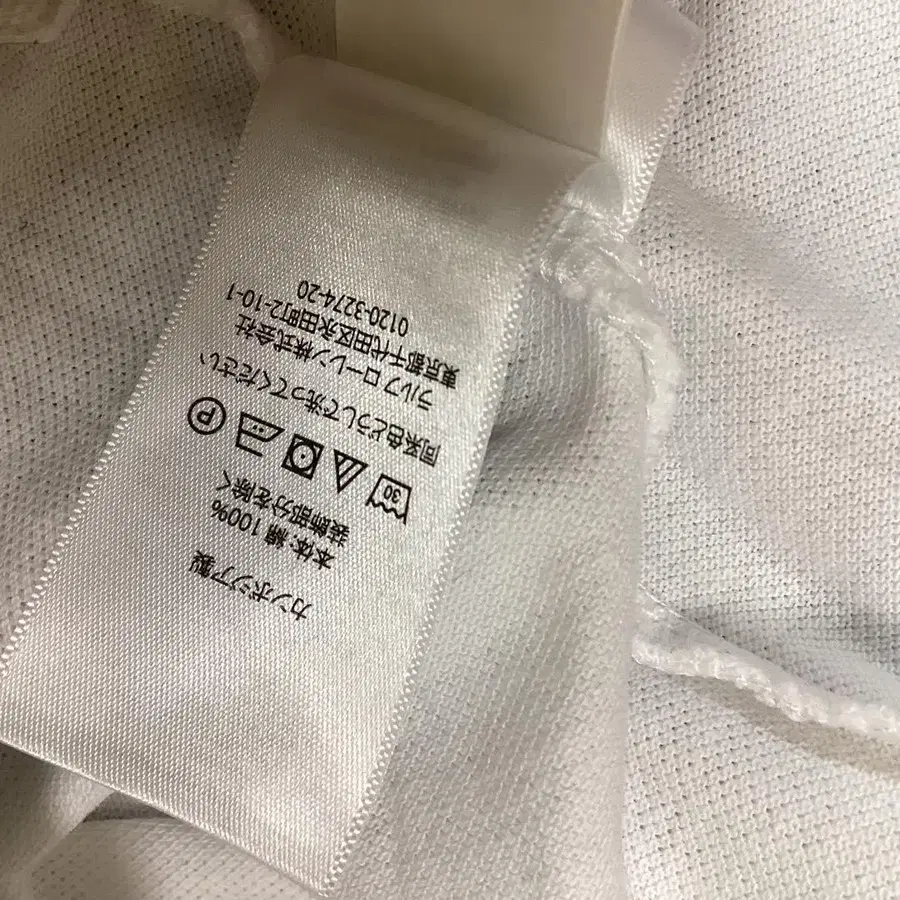 カンボジア製
本体: 綿 100%
装飾部分を除く
30
P
同系色どうしで洗ってください
ラルフ ローレン株式会社
東京都千代田区永田町2-10-1
0120-3274-20